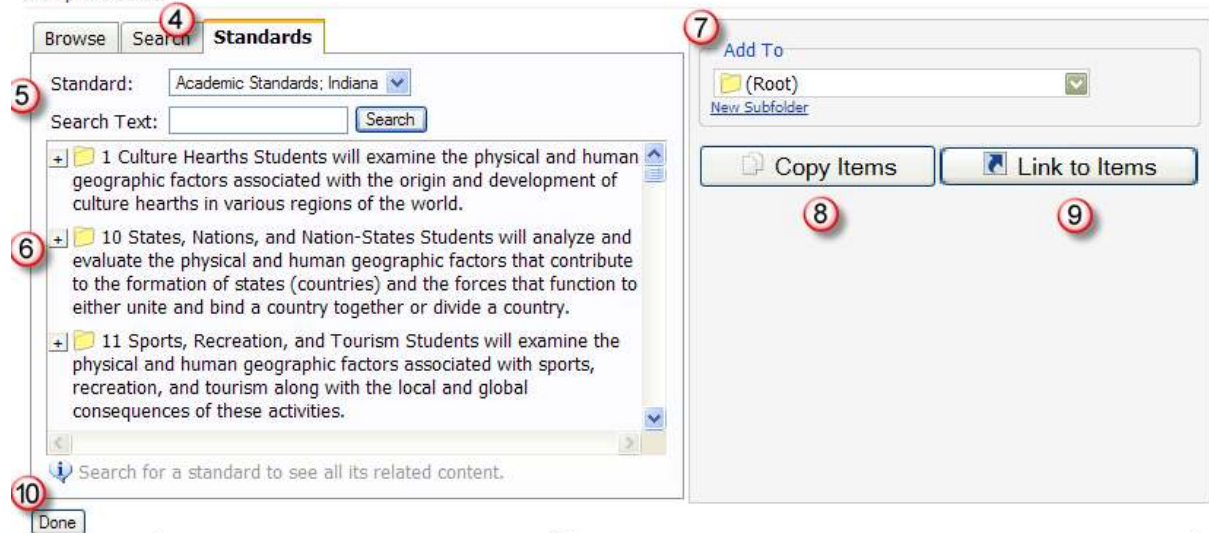 4
Browse Search Standards
5
Standard: Academic Standards; Indiana
Search Text: Search
+ 1 Culture Hearths Students will examine the physical and human
geographic factors associated with the origin and development of
culture hearths in various regions of the world.
6
+ 10 States, Nations, and Nation-States Students will analyze and
evaluate the physical and human geographic factors that contribute
to the formation of states (countries) and the forces that function to
either unite and bind a country together or divide a country.
+ 11 Sports, Recreation, and Tourism Students will examine the
physical and human geographic factors associated with sports,
recreation, and tourism along with the local and global
consequences of these activities.
Search for a standard to see all its related content.
10
Done
7
Add To
(Root)
New Subfolder
Copy Items Link to Items
8 9